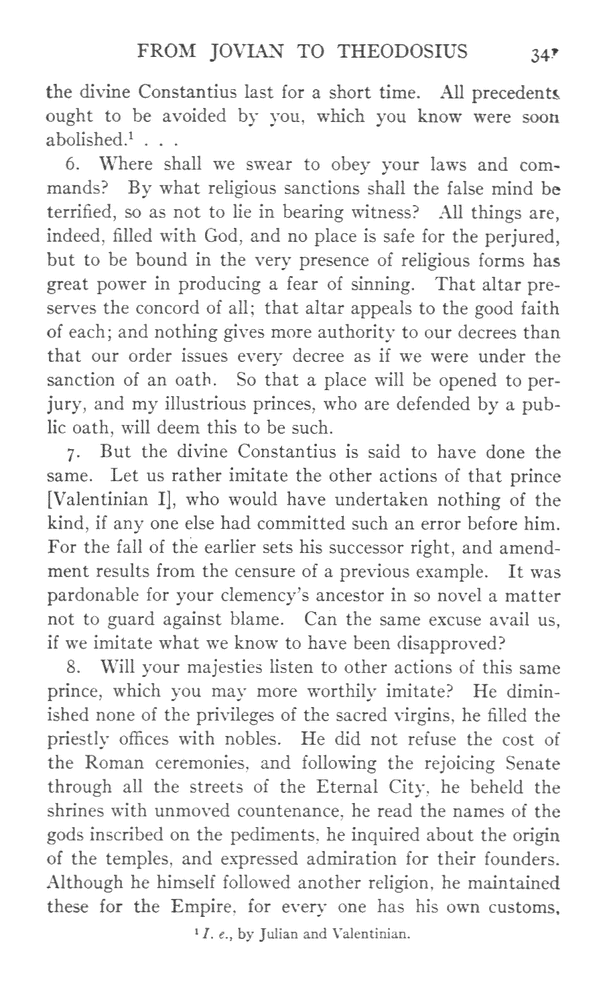 FROM JOVIAN TO THEODOSIUS 34
the divine Constantius last for a short time. All precedents
ought to be avoided by you, which you know were soon
abolished.¹ . . .
6. Where shall we swear to obey your laws and com-
mands? By what religious sanctions shall the false mind be
terrified, so as not to lie in bearing witness? All things are,
indeed, filled with God, and no place is safe for the perjured,
but to be bound in the very presence of religious forms has
great power in producing a fear of sinning. That altar pre-
serves the concord of all; that altar appeals to the good faith
of each; and nothing gives more authority to our decrees than
that our order issues every decree as if we were under the
sanction of an oath. So that a place will be opened to per-
jury, and my illustrious princes, who are defended by a pub-
lic oath, will deem this to be such.
7. But the divine Constantius is said to have done the
same. Let us rather imitate the other actions of that prince
[Valentinian I], who would have undertaken nothing of the
kind, if any one else had committed such an error before him.
For the fall of the earlier sets his successor right, and amend-
ment results from the censure of a previous example. It was
pardonable for your clemency's ancestor in so novel a matter
not to guard against blame. Can the same excuse avail us,
if we imitate what we know to have been disapproved?
8. Will your majesties listen to other actions of this same
prince, which you may more worthily imitate? He dimin-
ished none of the privileges of the sacred virgins, he filled the
priestly offices with nobles. He did not refuse the cost of
the Roman ceremonies, and following the rejoicing Senate
through all the streets of the Eternal City, he beheld the
shrines with unmoved countenance, he read the names of the
gods inscribed on the pediments, he inquired about the origin
of the temples, and expressed admiration for their founders.
Although he himself followed another religion, he maintained
these for the Empire, for every one has his own customs,
¹ I. e., by Julian and Valentinian.